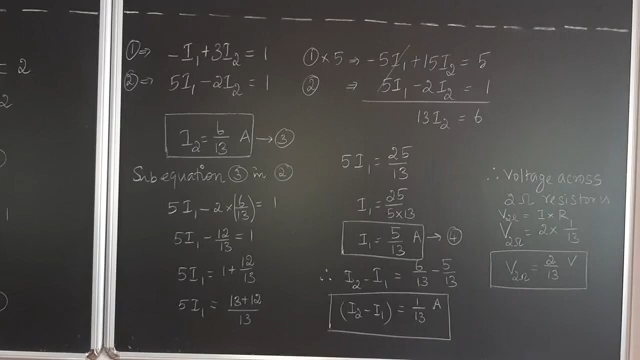 = 2
2
1
① ⇒ -I₁+3I₂ = 1
② ⇒ 5I₁-2I₂ = 1
I₂ = 6/13 A → ③
Sub equation ③ in ②
5I₁ - 2×(6/13) = 1
5I₁ - 12/13 = 1
5I₁ = 1 + 12/13
5I₁ = (13+12)/13
①×5 ⇒ -5I₁+15I₂ = 5
② ⇒ 5I₁-2I₂ = 1
13I₂ = 6
5I₁ = 25/13
I₁ = 25/(5×13)
I₁ = 5/13 A → ④
∴ I₂-I₁ = 6/13 - 5/13
(I₂-I₁) = 1/13 A
∴ Voltage across
2Ω resistor is
V₂Ω = I×R
V₂Ω = 2× 1/13
V₂Ω = 2/13 V